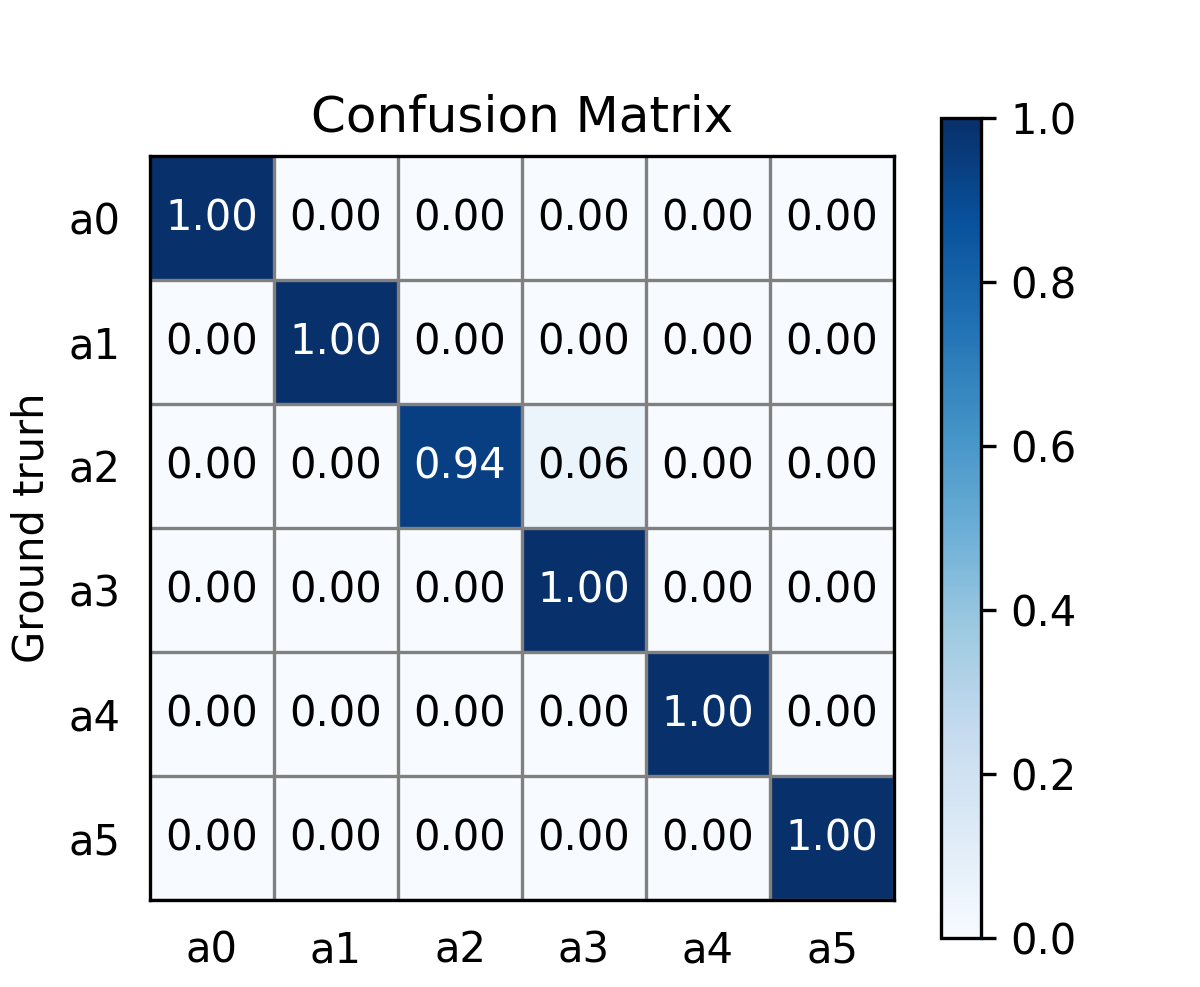 Confusion Matrix
Ground trurh
a0 1.00 0.00 0.00 0.00 0.00 0.00
a1 0.00 1.00 0.00 0.00 0.00 0.00
a2 0.00 0.00 0.94 0.06 0.00 0.00
a3 0.00 0.00 0.00 1.00 0.00 0.00
a4 0.00 0.00 0.00 0.00 1.00 0.00
a5 0.00 0.00 0.00 0.00 0.00 1.00
a0 a1 a2 a3 a4 a5
1.0
0.8
0.6
0.4
0.2
0.0